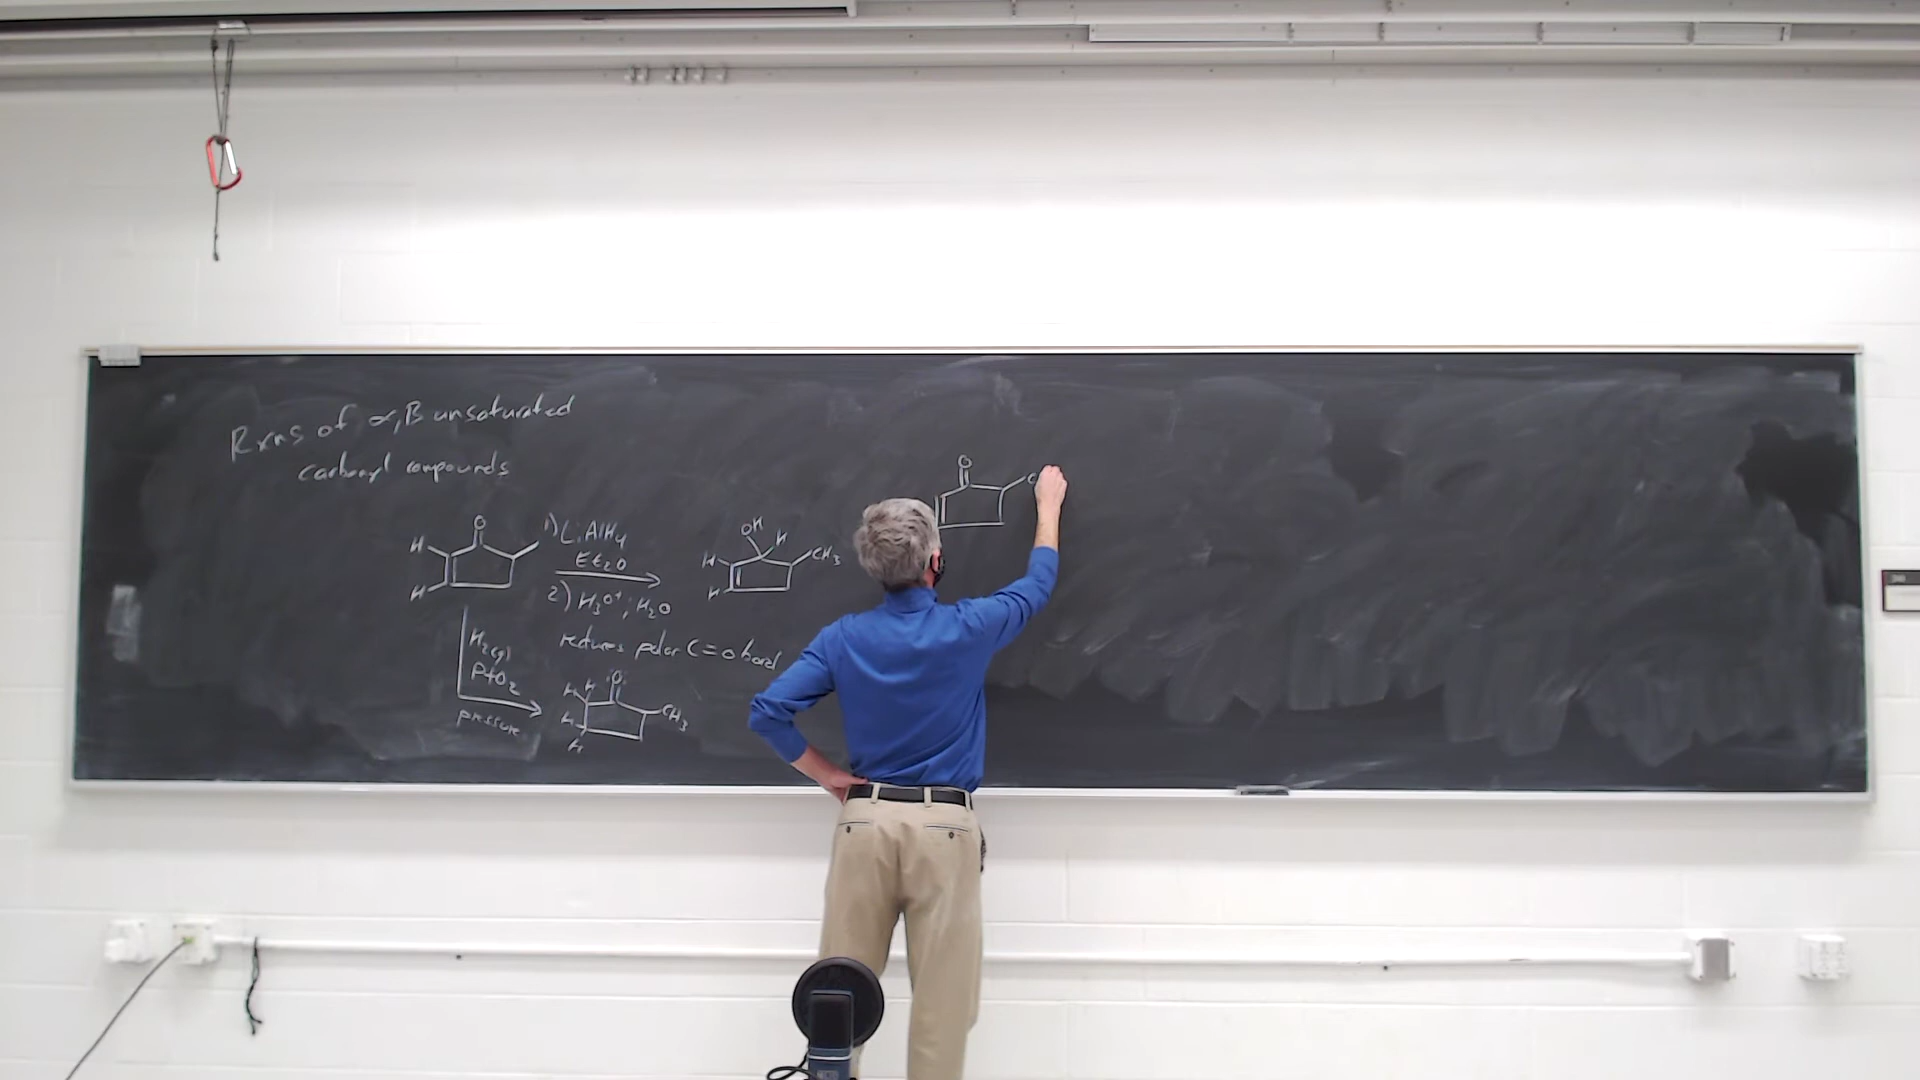 Rxns of α,β unsaturated
carbonyl compounds
O
H
H
1) LiAlH4
Et2O
2) H3O+; H2O
OH
H
H
CH3
H
reduces polar C=O bond
H2(g)
PtO2
pressure
H H :O:
H
H
CH3
O
C